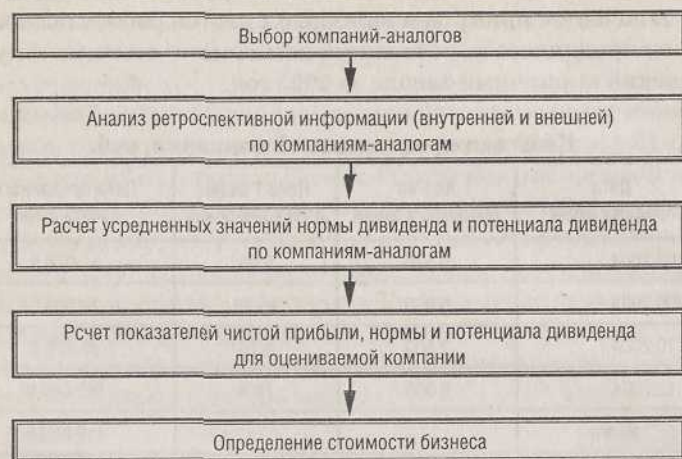 Выбор компаний-аналогов
Анализ ретроспективной информации (внутренней и внешней)
по компаниям-аналогам
Расчет усредненных значений нормы дивиденда и потенциала дивиденда
по компаниям-аналогам
Рсчет показателей чистой прибыли, нормы и потенциала дивиденда
для оцениваемой компании
Определение стоимости бизнеса